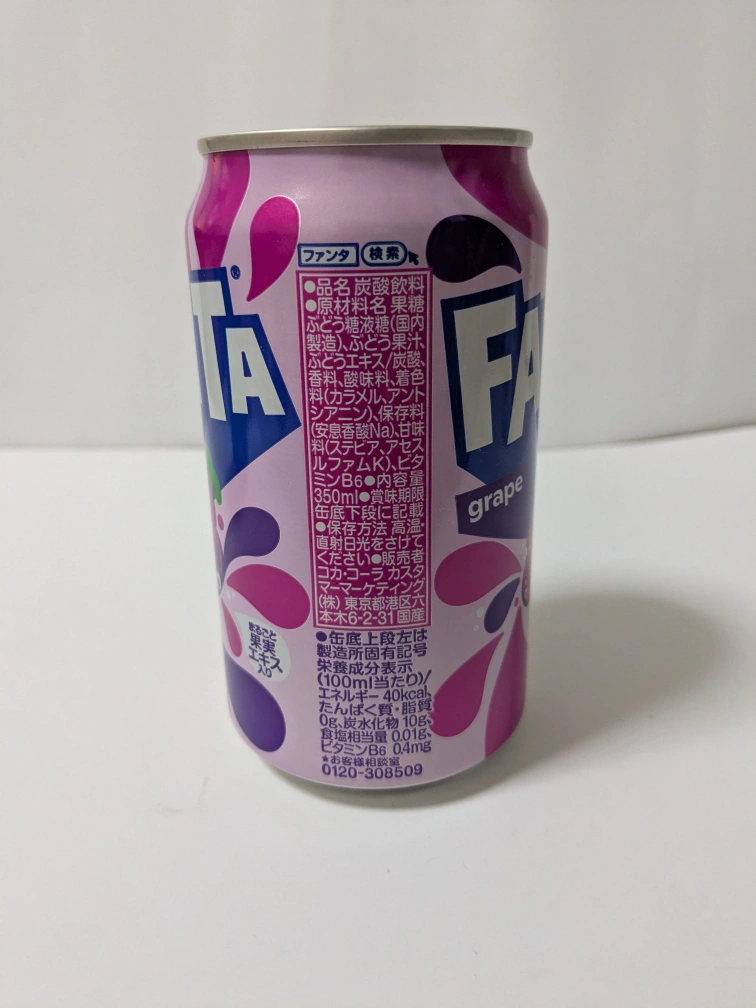 TA®
ファンタ 検索
●品名 炭酸飲料
●原材料名 果糖
ぶどう糖液糖(国内
製造)、ぶどう果汁、
ぶどうエキス/炭酸、
香料、酸味料、着色
料(カラメル、アント
シアニン)、保存料
(安息香酸Na)、甘味
料(ステビア、アセス
ルファムK)、ビタ
ミンB6●内容量
350ml●賞味期限
缶底下段に記載
●保存方法 高温・
直射日光をさけて
ください●販売者
コカ・コーラ カスタ
マーマーケティング
(株) 東京都港区六
本木6-2-31国産
●缶底上段左は
製造所固有記号
栄養成分表示
(100ml当たり)/
エネルギー 40kcal、
たんぱく質・脂質
0g、炭水化物 10g、
食塩相当量 0.01g、
ビタミンB6 0.4mg
*お客様相談室
0120-308509
まるごと
果実
エキス
入り
FA
grape